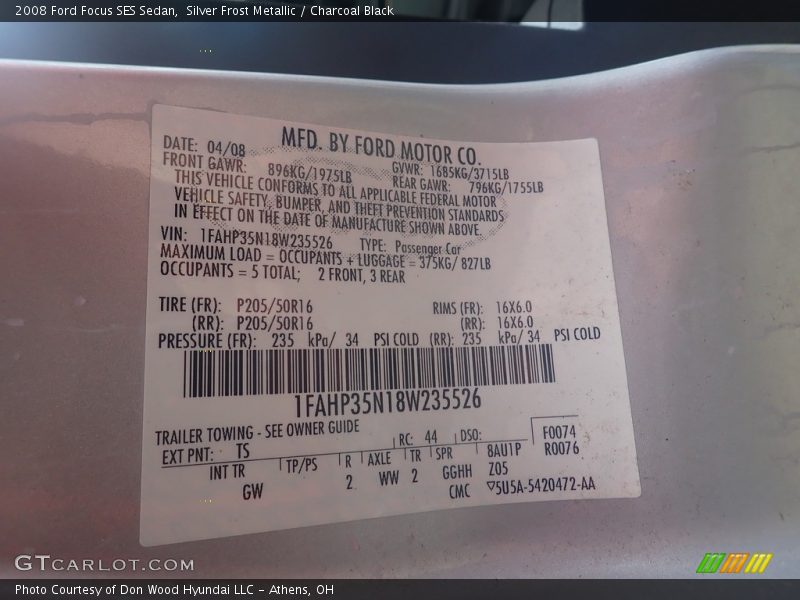 2008 Ford Focus SES Sedan,  Silver Frost Metallic / Charcoal Black
MFD. BY FORD MOTOR CO.
DATE: 04/08 GVWR: 1685KG/3715LB
FRONT GAWR: 896KG/1975LB REAR GAWR: 796KG/1755LB
THIS VEHICLE CONFORMS TO ALL APPLICABLE FEDERAL MOTOR
VEHICLE SAFETY, BUMPER, AND THEFT PREVENTION STANDARDS
IN EFFECT ON THE DATE OF MANUFACTURE SHOWN ABOVE.
VIN: 1FAHP35N18W235526 TYPE: Passenger Car
MAXIMUM LOAD = OCCUPANTS + LUGGAGE = 375KG/ 827LB
OCCUPANTS = 5 TOTAL; 2 FRONT, 3 REAR
TIRE (FR): P205/50R16 RIMS (FR): 16X6.0
(RR): P205/50R16 (RR): 16X6.0
PRESSURE (FR): 235 kPa/ 34 PSI COLD (RR): 235 kPa/ 34 PSI COLD
1FAHP35N18W235526
TRAILER TOWING - SEE OWNER GUIDE
RC: 44 DSO: F0074
EXT PNT: TS R0076
INT TR TP/PS R AXLE TR SPR 8AU1P
GW 2 WW 2 GGHH Z05
CMC ▽5U5A-5420472-AA
GTCARLOT.COM
Photo Courtesy of Don Wood Hyundai LLC – Athens, OH